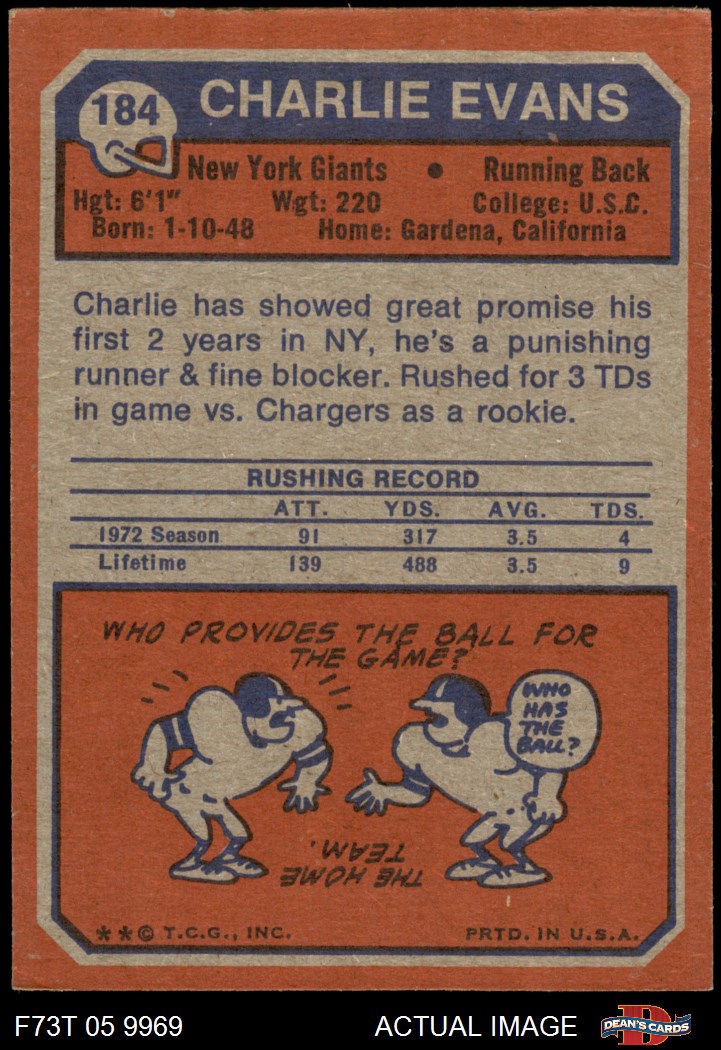 184 CHARLIE EVANS
New York Giants • Running Back
Hgt: 6'1" Wgt: 220 College: U.S.C.
Born: 1-10-48 Home: Gardena, California
Charlie has showed great promise his
first 2 years in NY, he's a punishing
runner & fine blocker. Rushed for 3 TDs
in game vs. Chargers as a rookie.
RUSHING RECORD
ATT. YDS. AVG. TDS.
1972 Season 91 317 3.5 4
Lifetime 139 488 3.5 9
WHO PROVIDES THE BALL FOR
THE GAME?
WHO
HAS
THE
BALL?
THE HOME
TEAM.
**© T.C.G., INC. PRTD. IN U.S.A.
F73T 05 9969 ACTUAL IMAGE DEAN'S CARDS